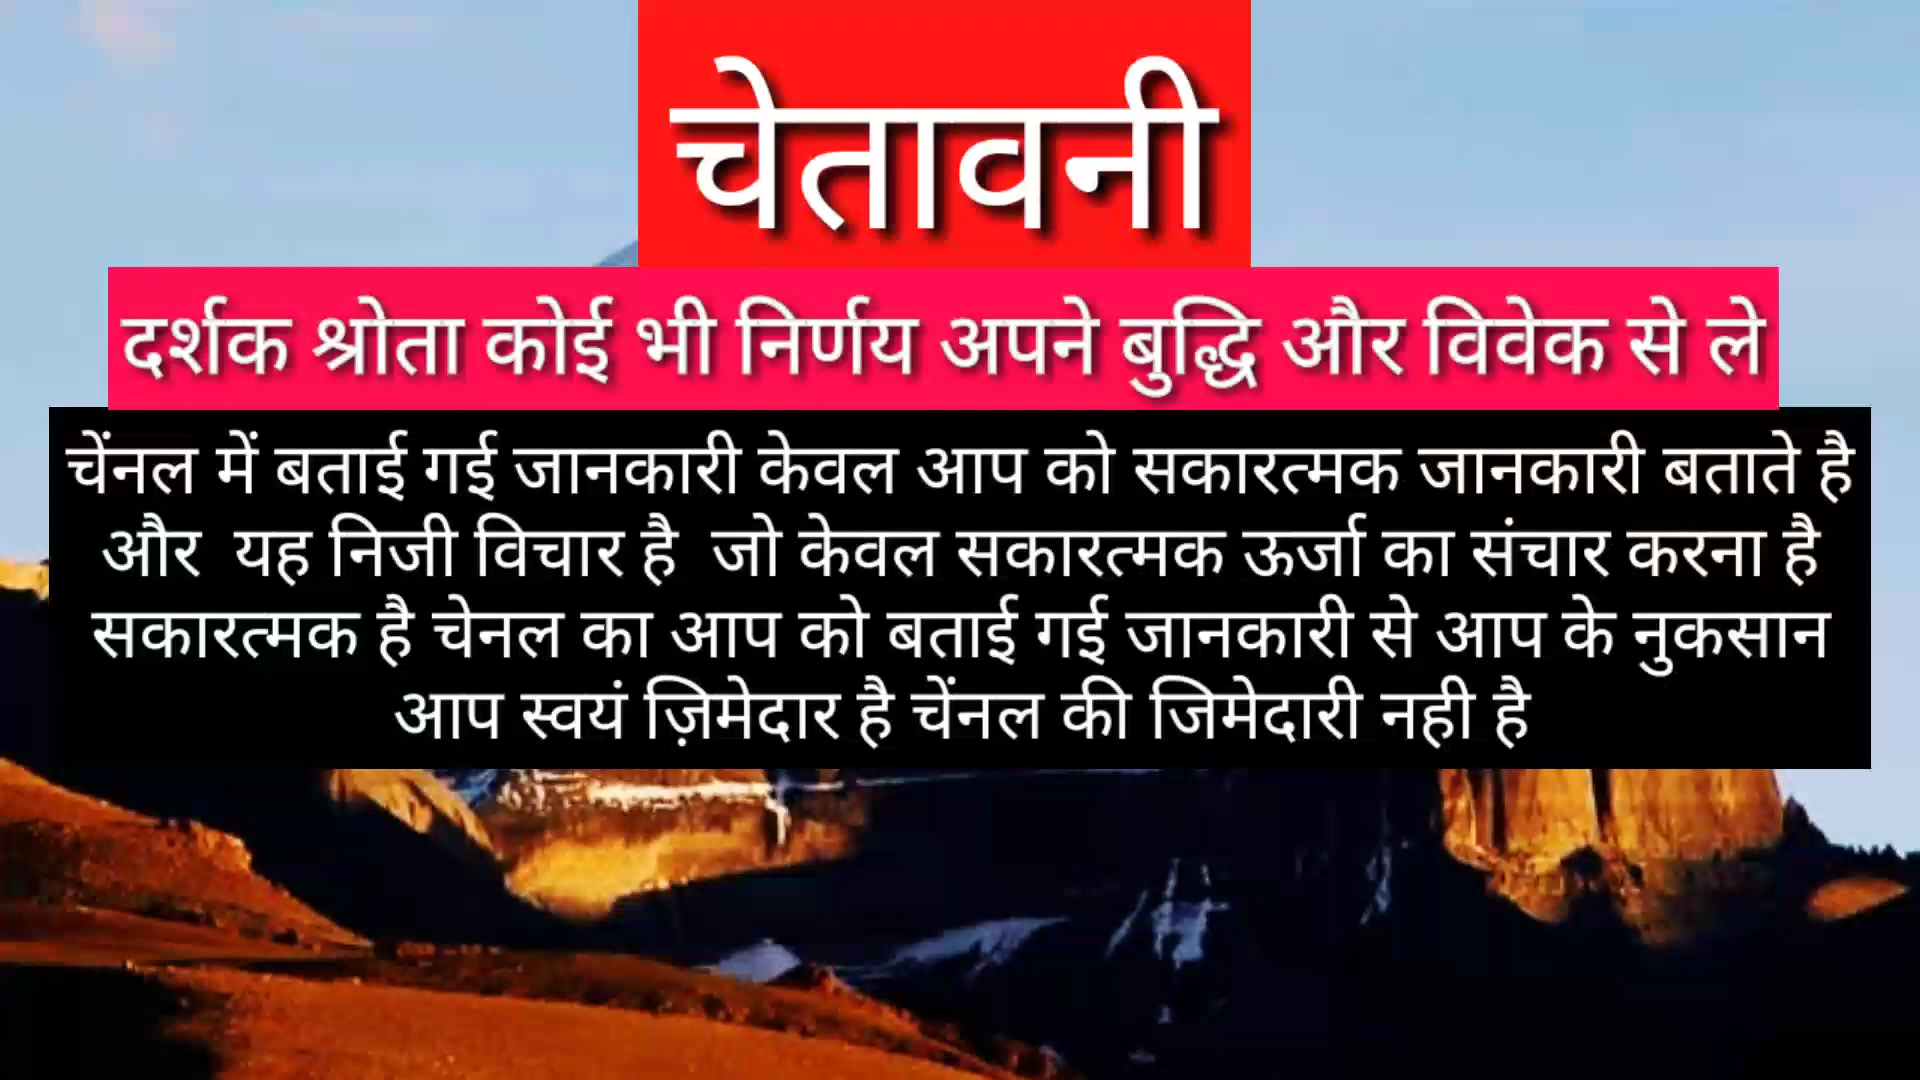 चेतावनी
दर्शक श्रोता कोई भी निर्णय अपने बुद्धि और विवेक से ले
चेंनल में बताई गई जानकारी केवल आप को सकारत्मक जानकारी बताते है
और यह निजी विचार है जो केवल सकारत्मक ऊर्जा का संचार करना है
सकारत्मक है चेनल का आप को बताई गई जानकारी से आप के नुकसान
आप स्वयं ज़िमेदार है चेंनल की जिमेदारी नही है